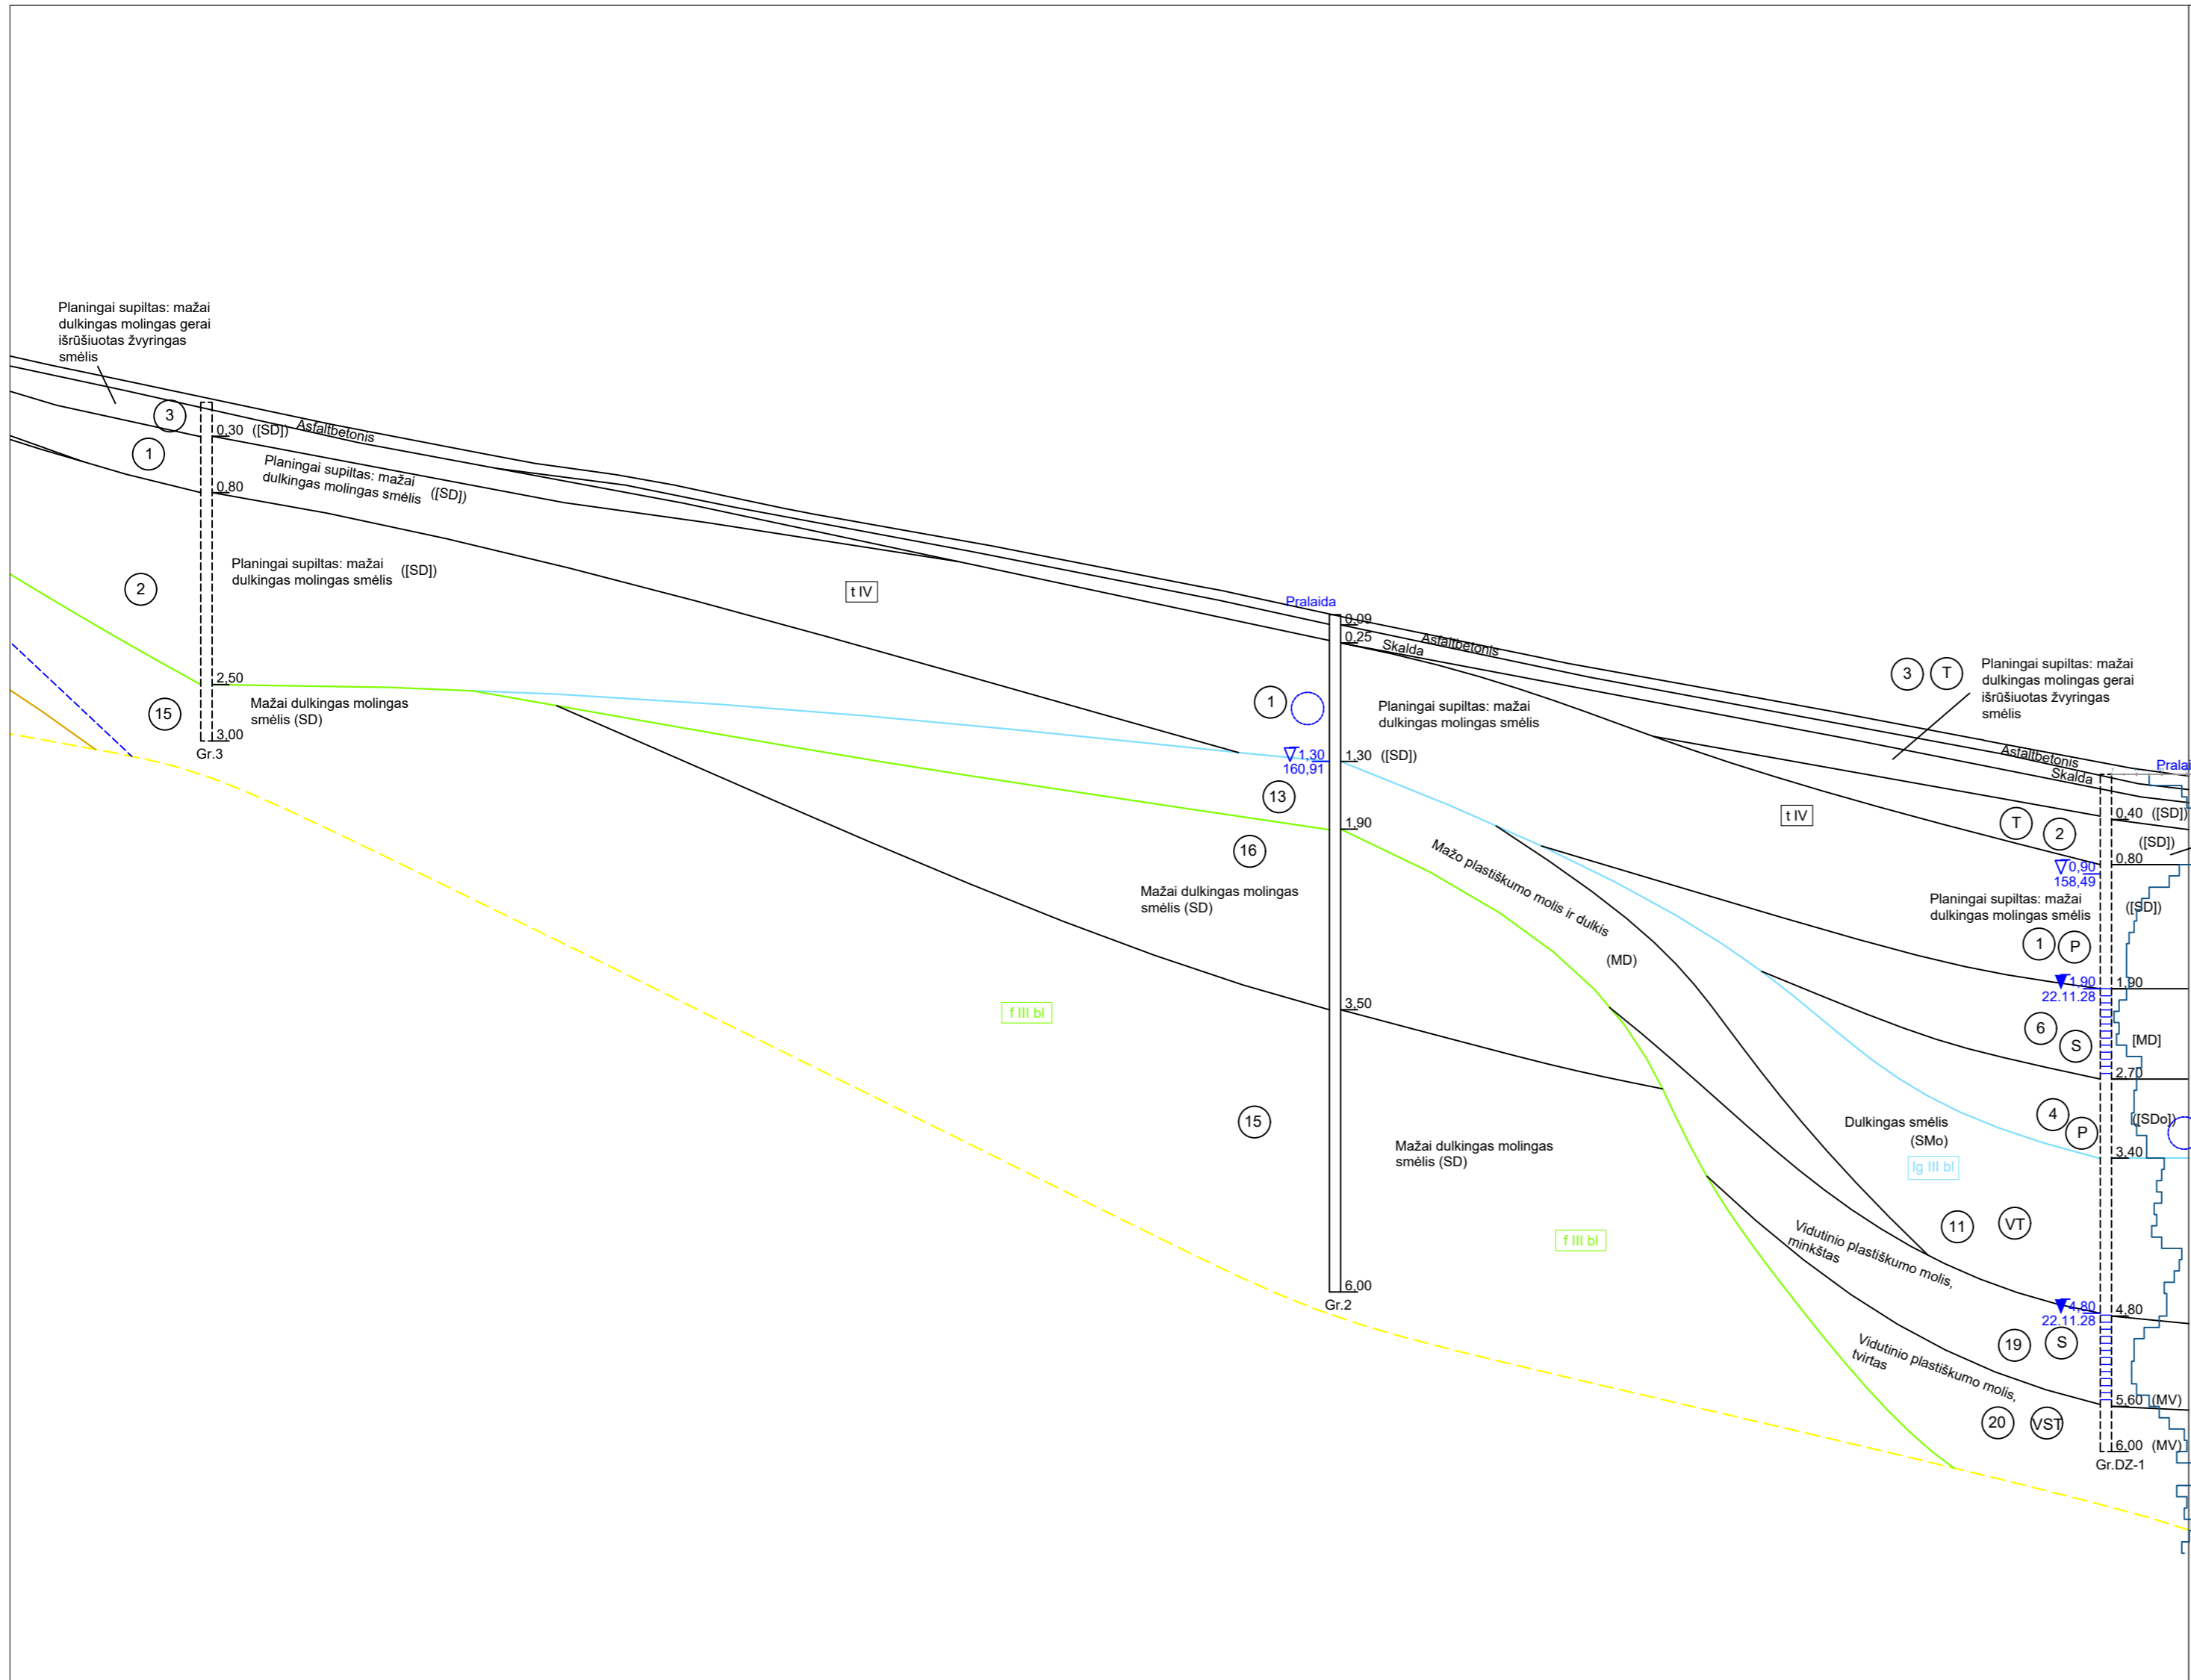 Planingai supiltas: mažai
dulkingas molingas gerai
išrūšiuotas žvyringas
smėlis
3
0,30 ([SD])
Asfaltbetonis
1
Planingai supiltas: mažai
dulkingas molingas smėlis ([SD])
0,80
Planingai supiltas: mažai
dulkingas molingas smėlis ([SD])
2
t IV
2,50
Mažai dulkingas molingas
smėlis (SD)
15
3,00
Gr.3
Pralaida
0,09
0,25
Skalda
Asfaltbetonis
1
Planingai supiltas: mažai
dulkingas molingas smėlis
1,30
160,91
1,30 ([SD])
13
1,90
16
Mažai dulkingas molingas
smėlis (SD)
Mažo plastiškumo molis ir dulkis
(MD)
3,50
f III bl
15
Mažai dulkingas molingas
smėlis (SD)
f III bl
6,00
Gr.2
3 T
Planingai supiltas: mažai
dulkingas molingas gerai
išrūšiuotas žvyringas
smėlis
Asfaltbetonis
Skalda
Pralai
t IV
0,40 ([SD])
T 2
([SD])
0,80
0,90
158,49
Planingai supiltas: mažai
dulkingas molingas smėlis
([SD])
1 P
1,90
22.11.28
1,90
6 S
[MD]
2,70
4 P
([SDo])
Dulkingas smėlis
(SMo)
lg III bl
3,40
11 VT
Vidutinio plastiškumo molis,
minkštas
4,80
22.11.28
4,80
19 S
Vidutinio plastiškumo molis,
tvirtas
5,60 (MV)
20 VST
6,00 (MV)
Gr.DZ-1